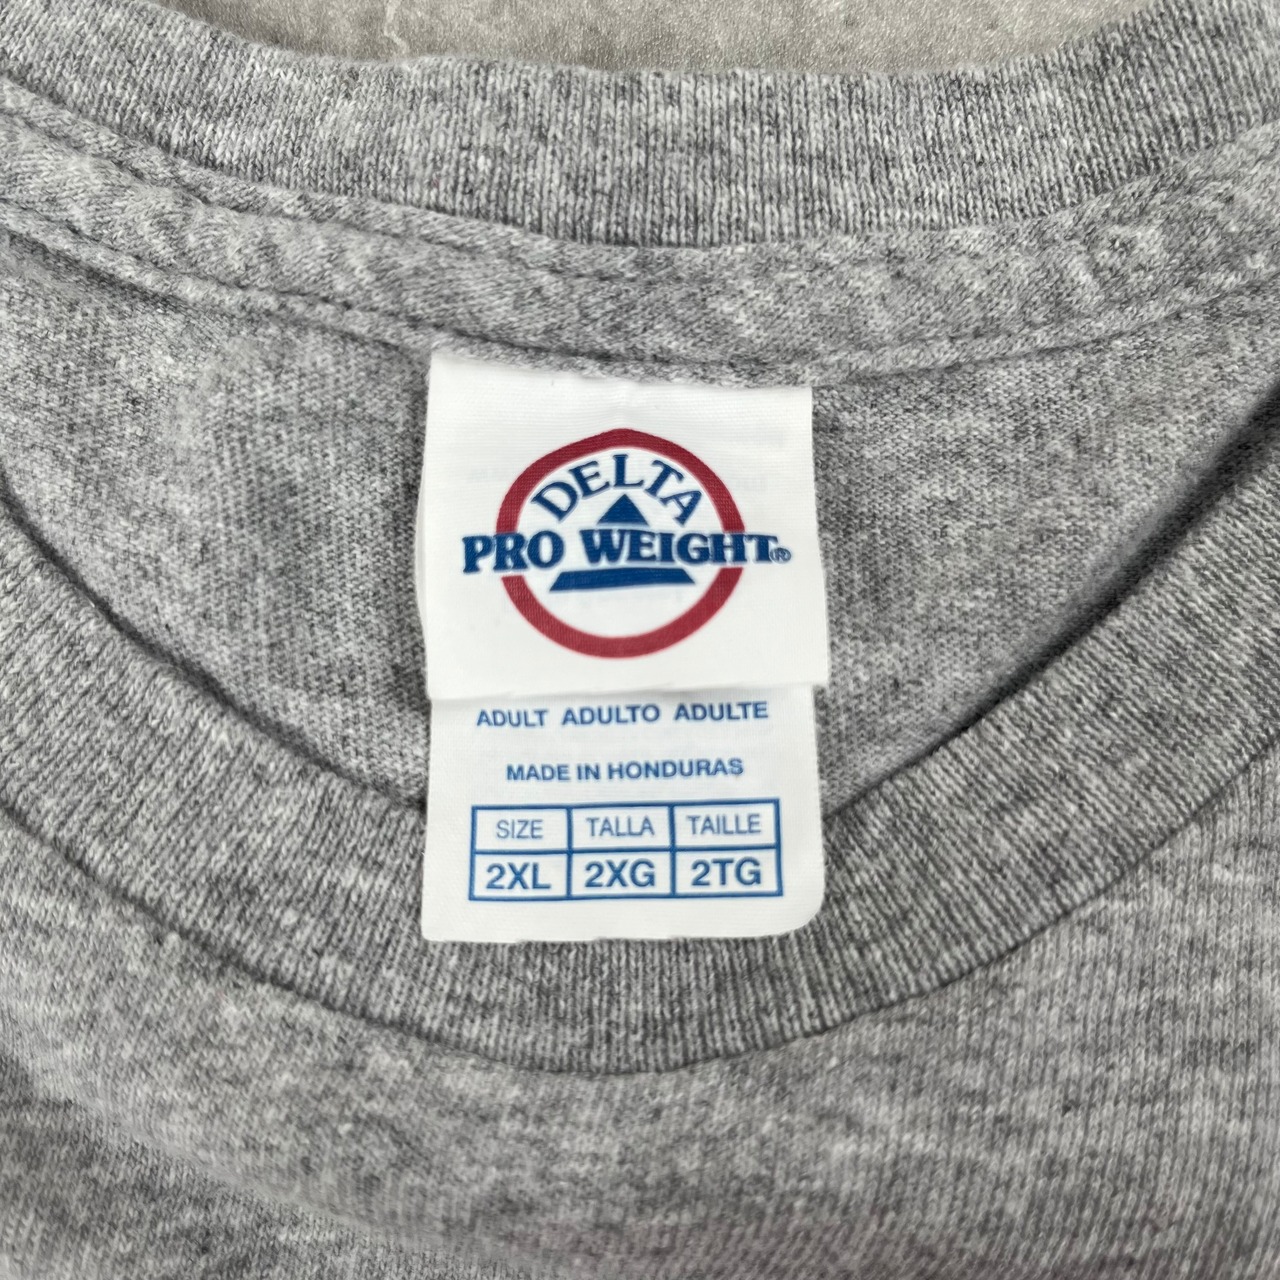 DELTA
PRO WEIGHT®
ADULT ADULTO ADULTE
MADE IN HONDURAS
SIZE TALLA TAILLE
2XL 2XG 2TG